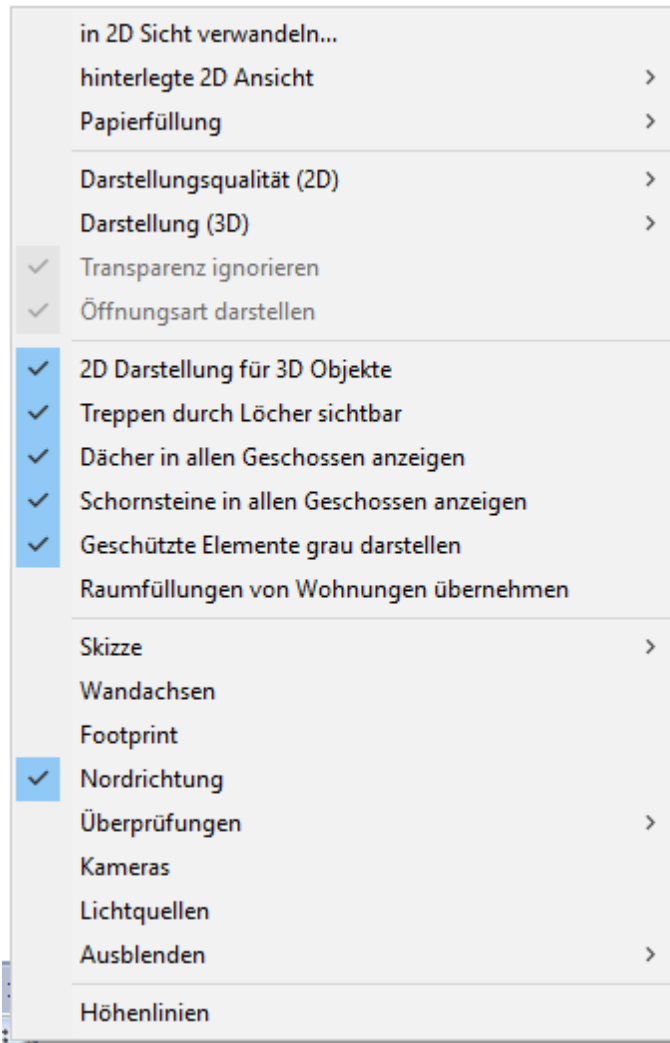 in 2D Sicht verwandeln...
hinterlegte 2D Ansicht
Papierfüllung
Darstellungsqualität (2D)
Darstellung (3D)
Transparenz ignorieren
Öffnungsart darstellen
2D Darstellung für 3D Objekte
Treppen durch Löcher sichtbar
Dächer in allen Geschossen anzeigen
Schornsteine in allen Geschossen anzeigen
Geschützte Elemente grau darstellen
Raumfüllungen von Wohnungen übernehmen
Skizze
Wandachsen
Footprint
Nordrichtung
Überprüfungen
Kameras
Lichtquellen
Ausblenden
Höhenlinien